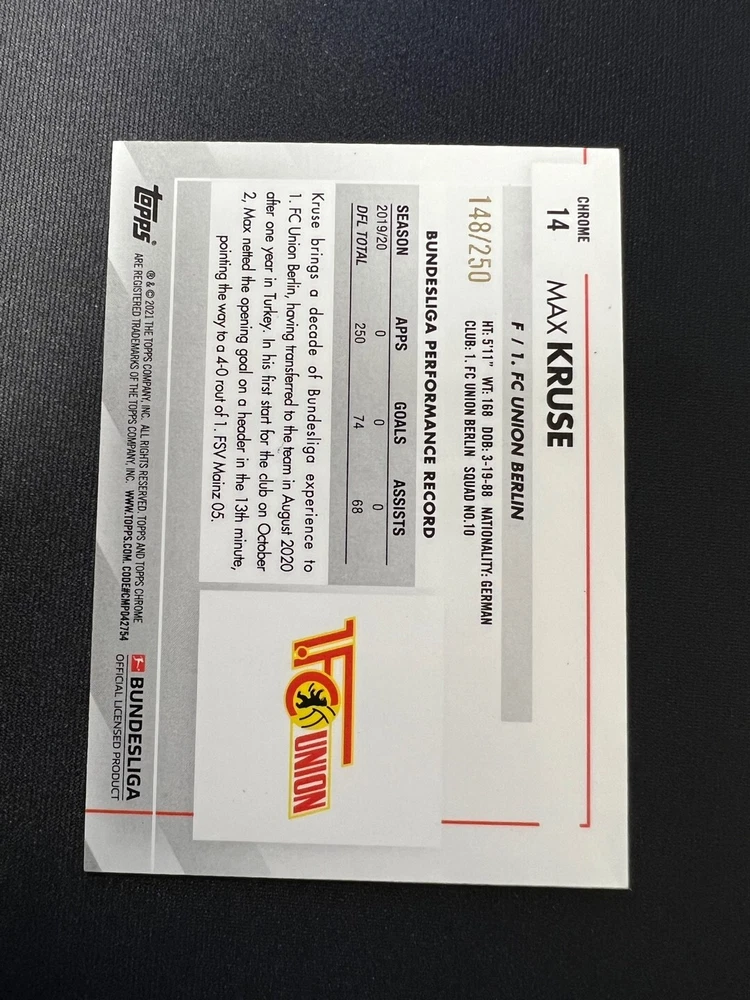 CHROME
14
MAX KRUSE
F / 1. FC UNION BERLIN
148/250
HT: 5'11" WT: 168 DOB: 3-19-88 NATIONALITY: GERMAN
CLUB: 1. FC UNION BERLIN SQUAD NO. 10
BUNDESLIGA PERFORMANCE RECORD
SEASON APPS GOALS ASSISTS
2019/20 0 0 0
DFL TOTAL 250 74 68
Kruse brings a decade of Bundesliga experience to
1. FC Union Berlin, having transferred to the team in August 2020
after one year in Turkey. In his first start for the club on October
2, Max netted the opening goal on a header in the 13th minute,
pointing the way to a 4-0 rout of 1. FSV Mainz 05.
1.FC UNION
topps
® & © 2021 THE TOPPS COMPANY, INC. ALL RIGHTS RESERVED. TOPPS AND TOPPS CHROME
ARE REGISTERED TRADEMARKS OF THE TOPPS COMPANY, INC. WWW.TOPPS.COM. CODE#CMP042754
BUNDESLIGA
OFFICIAL LICENSED PRODUCT